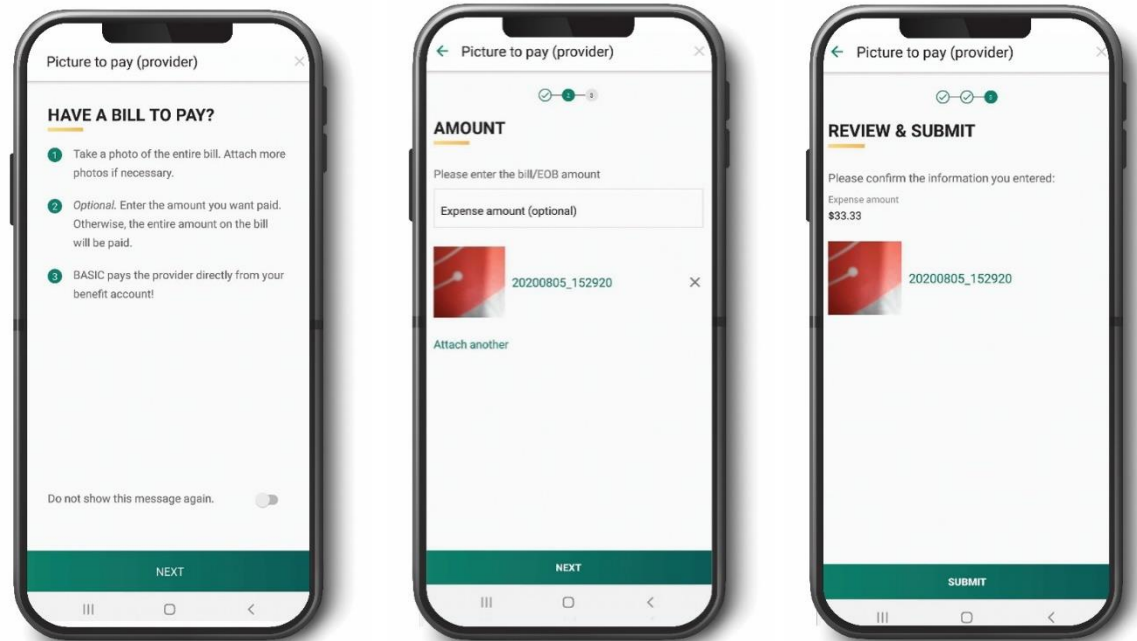 Picture to pay (provider)
HAVE A BILL TO PAY?
1 Take a photo of the entire bill. Attach more
photos if necessary.
2 Optional. Enter the amount you want paid.
Otherwise, the entire amount on the bill
will be paid.
3 BASIC pays the provider directly from your
benefit account!
Do not show this message again.
NEXT
Picture to pay (provider)
2 3
AMOUNT
Please enter the bill/EOB amount
Expense amount (optional)
20200805_152920
Attach another
NEXT
Picture to pay (provider)
REVIEW & SUBMIT
Please confirm the information you entered:
Expense amount
$33.33
20200805_152920
SUBMIT